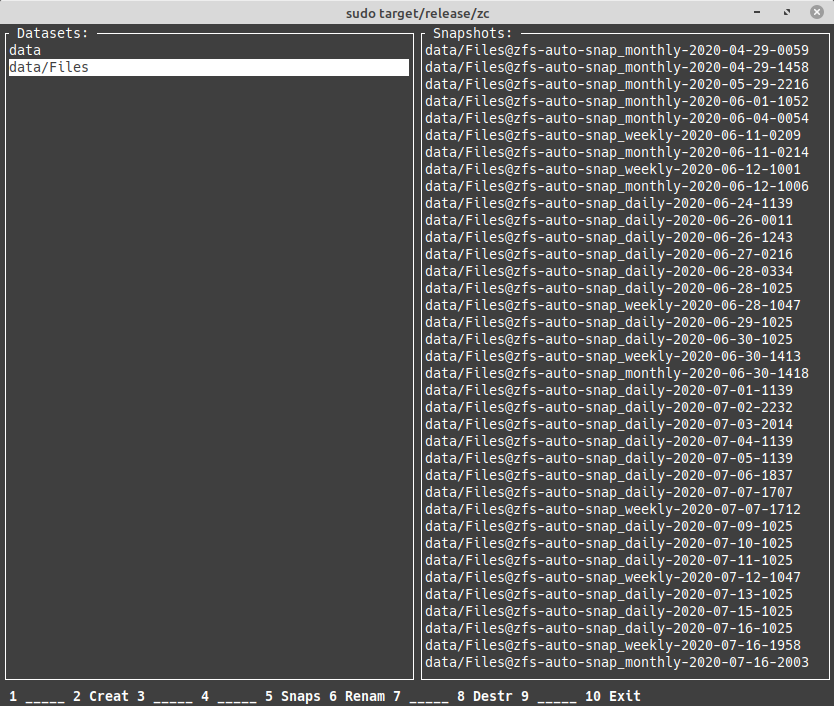 sudo target/release/zc
Datasets:
data
data/Files
Snapshots:
data/Files@zfs-auto-snap_monthly-2020-04-29-0059
data/Files@zfs-auto-snap_monthly-2020-04-29-1458
data/Files@zfs-auto-snap_monthly-2020-05-29-2216
data/Files@zfs-auto-snap_monthly-2020-06-01-1052
data/Files@zfs-auto-snap_monthly-2020-06-04-0054
data/Files@zfs-auto-snap_weekly-2020-06-11-0209
data/Files@zfs-auto-snap_monthly-2020-06-11-0214
data/Files@zfs-auto-snap_weekly-2020-06-12-1001
data/Files@zfs-auto-snap_monthly-2020-06-12-1006
data/Files@zfs-auto-snap_daily-2020-06-24-1139
data/Files@zfs-auto-snap_daily-2020-06-26-0011
data/Files@zfs-auto-snap_daily-2020-06-26-1243
data/Files@zfs-auto-snap_daily-2020-06-27-0216
data/Files@zfs-auto-snap_daily-2020-06-28-0334
data/Files@zfs-auto-snap_daily-2020-06-28-1025
data/Files@zfs-auto-snap_weekly-2020-06-28-1047
data/Files@zfs-auto-snap_daily-2020-06-29-1025
data/Files@zfs-auto-snap_daily-2020-06-30-1025
data/Files@zfs-auto-snap_weekly-2020-06-30-1413
data/Files@zfs-auto-snap_monthly-2020-06-30-1418
data/Files@zfs-auto-snap_daily-2020-07-01-1139
data/Files@zfs-auto-snap_daily-2020-07-02-2232
data/Files@zfs-auto-snap_daily-2020-07-03-2014
data/Files@zfs-auto-snap_daily-2020-07-04-1139
data/Files@zfs-auto-snap_daily-2020-07-05-1139
data/Files@zfs-auto-snap_daily-2020-07-06-1837
data/Files@zfs-auto-snap_daily-2020-07-07-1707
data/Files@zfs-auto-snap_weekly-2020-07-07-1712
data/Files@zfs-auto-snap_daily-2020-07-09-1025
data/Files@zfs-auto-snap_daily-2020-07-10-1025
data/Files@zfs-auto-snap_daily-2020-07-11-1025
data/Files@zfs-auto-snap_weekly-2020-07-12-1047
data/Files@zfs-auto-snap_daily-2020-07-13-1025
data/Files@zfs-auto-snap_daily-2020-07-15-1025
data/Files@zfs-auto-snap_daily-2020-07-16-1025
data/Files@zfs-auto-snap_weekly-2020-07-16-1958
data/Files@zfs-auto-snap_monthly-2020-07-16-2003
1 _____ 2 Creat 3 _____ 4 _____ 5 Snaps 6 Renam 7 _____ 8 Destr 9 _____ 10 Exit